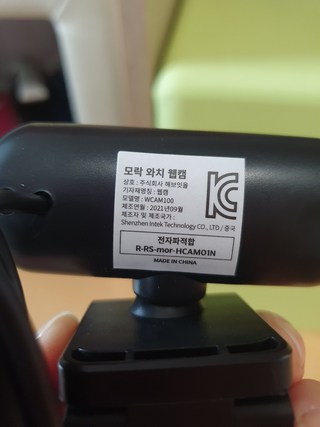 모락 와치 웹캠
상호 : 주식회사 해브잇올
기자재명칭 : 웹캠
모델명 : WCAM100
제조연월 : 2021년09월
제조자 및 제조국가 :
Shenzhen Intek Technology CO., LTD / 중국
전자파적합
R-RS-mor-HCAM01N
MADE IN CHINA
KC